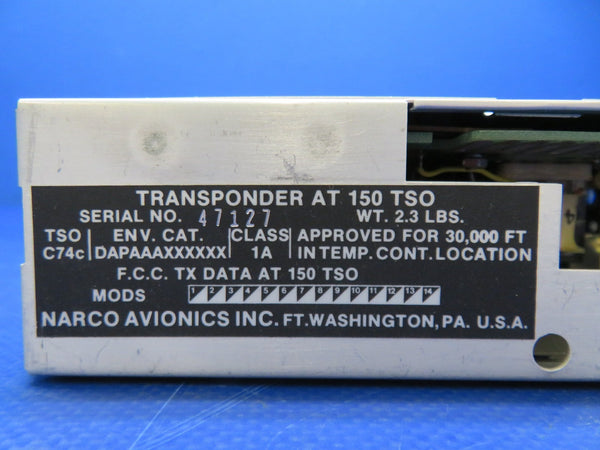 TRANSPONDER AT 150 TSO
SERIAL NO. 47127 WT. 2.3 LBS.
TSO ENV. CAT. CLASS APPROVED FOR 30,000 FT
C74c DAPAAAXXXXXX 1A IN TEMP. CONT. LOCATION
F.C.C. TX DATA AT 150 TSO
MODS 1 2 3 4 5 6 7 8 9 10 11 12 13 14
NARCO AVIONICS INC. FT. WASHINGTON, PA. U.S.A.